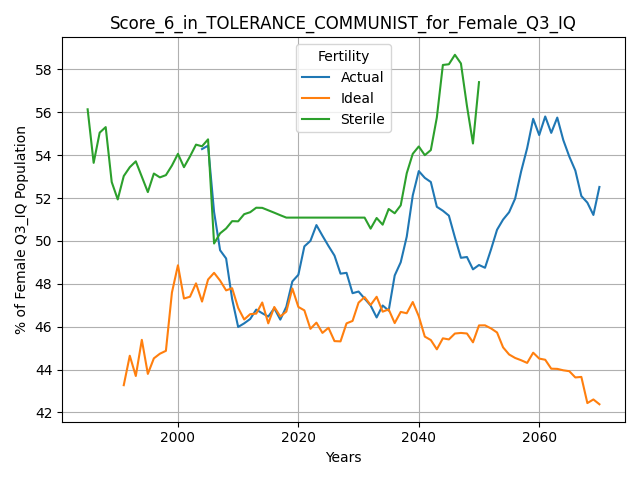 Score_6_in_TOLERANCE_COMMUNIST_for_Female_Q3_IQ
Fertility
Actual
Ideal
Sterile
% of Female Q3_IQ Population
58
56
54
52
50
48
46
44
42
2000
2020
2040
2060
Years